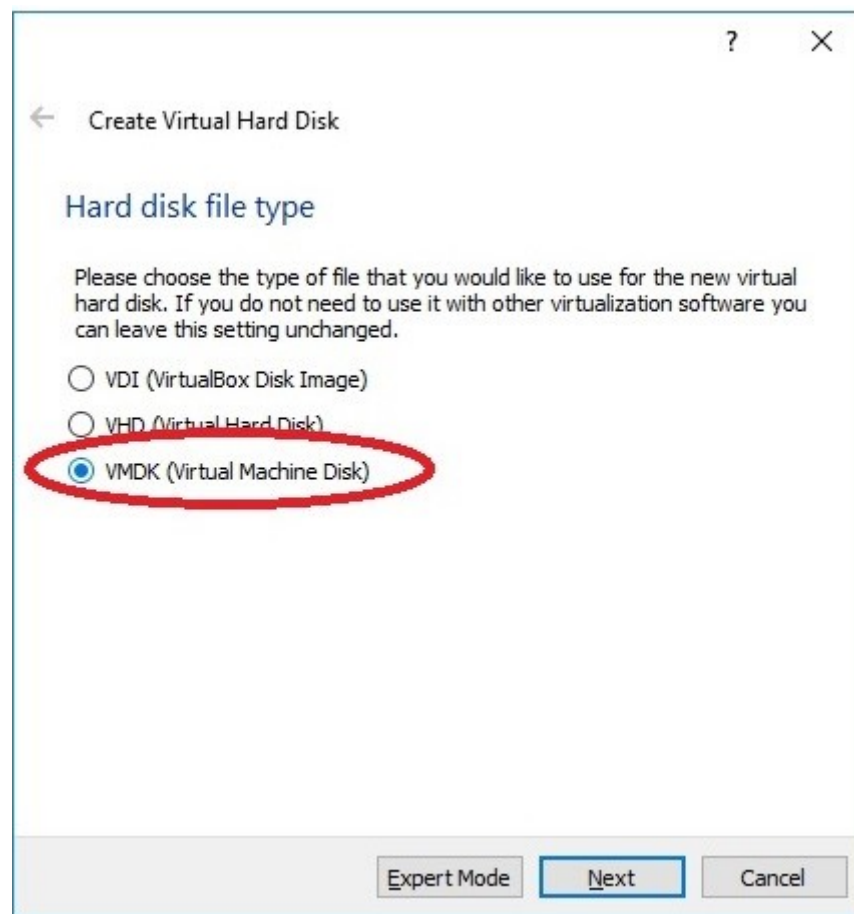 ?
Create Virtual Hard Disk
Hard disk file type
Please choose the type of file that you would like to use for the new virtual
hard disk. If you do not need to use it with other virtualization software you
can leave this setting unchanged.
VDI (VirtualBox Disk Image)
VHD (Virtual Hard Disk)
VMDK (Virtual Machine Disk)
Expert Mode Next Cancel